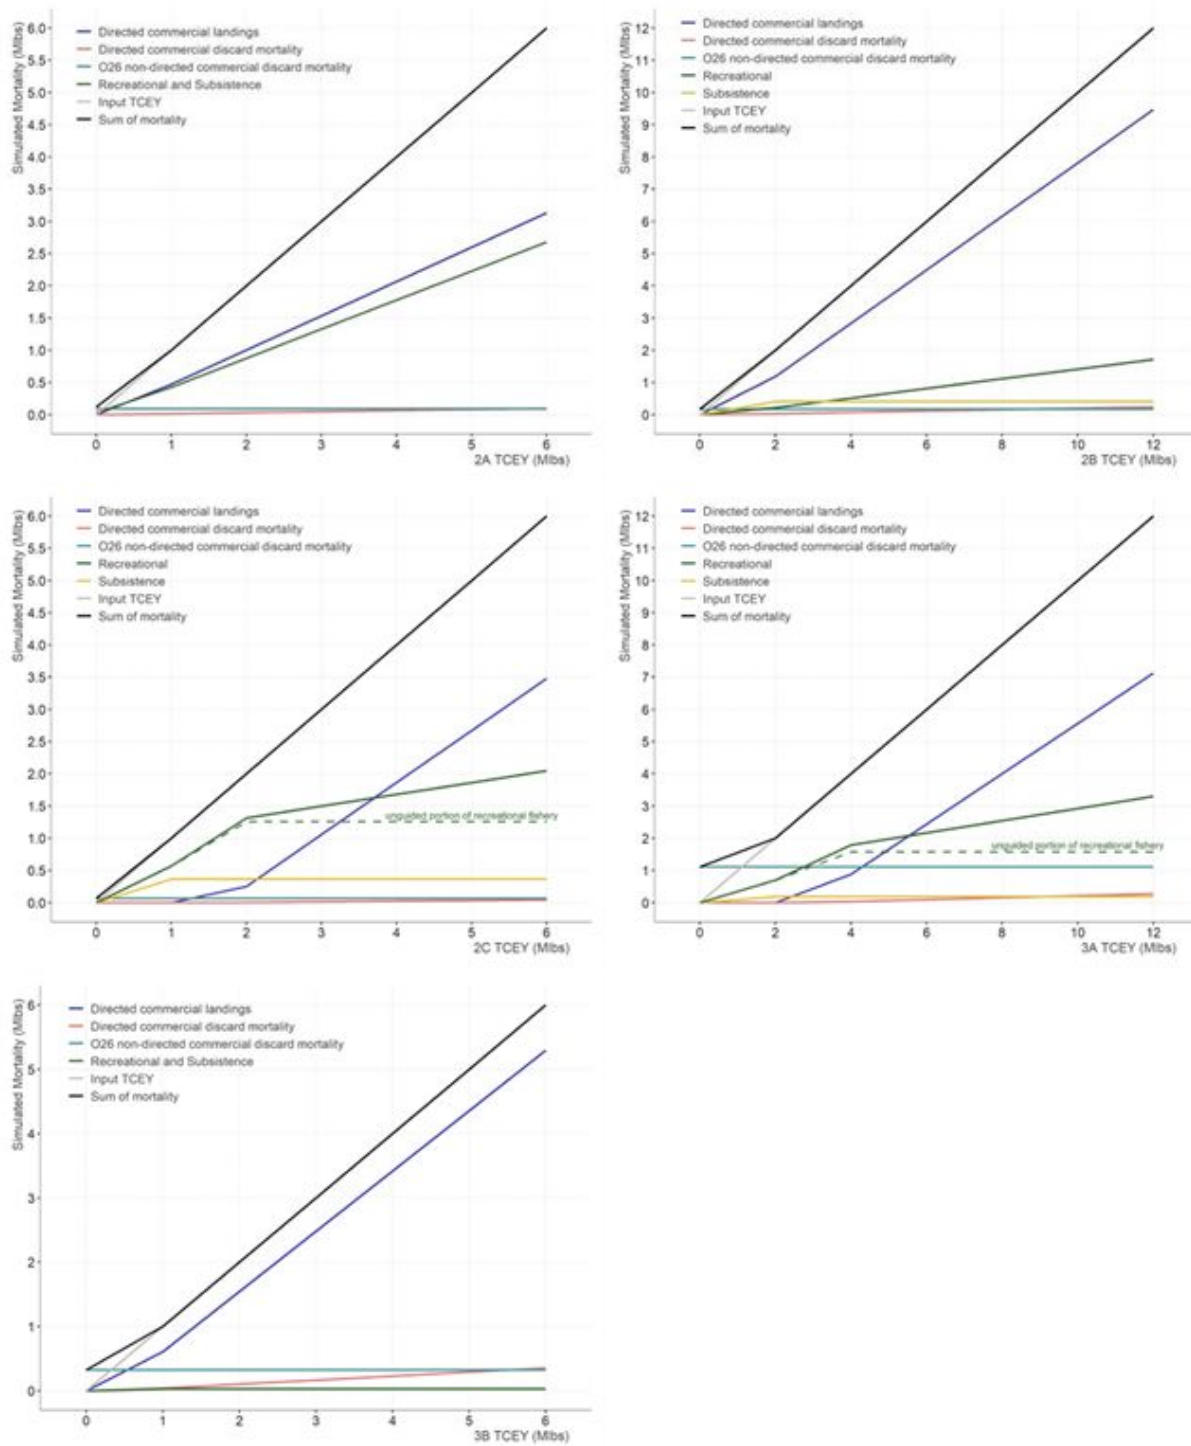 Simulated Mortality (Mlbs)
6.0
5.5
5.0
4.5
4.0
3.5
3.0
2.5
2.0
1.5
1.0
0.5
0.0
Directed commercial landings
Directed commercial discard mortality
O26 non-directed commercial discard mortality
Recreational and Subsistence
Input TCEY
Sum of mortality
0 1 2 3 4 5 6
2A TCEY (Mlbs)
Simulated Mortality (Mlbs)
12
11
10
9
8
7
6
5
4
3
2
1
0
Directed commercial landings
Directed commercial discard mortality
O26 non-directed commercial discard mortality
Recreational
Subsistence
Input TCEY
Sum of mortality
0 2 4 6 8 10 12
2B TCEY (Mlbs)
Simulated Mortality (Mlbs)
6.0
5.5
5.0
4.5
4.0
3.5
3.0
2.5
2.0
1.5
1.0
0.5
0.0
Directed commercial landings
Directed commercial discard mortality
O26 non-directed commercial discard mortality
Recreational
Subsistence
Input TCEY
Sum of mortality
unguided portion of recreational fishery
0 1 2 3 4 5 6
2C TCEY (Mlbs)
Simulated Mortality (Mlbs)
12
11
10
9
8
7
6
5
4
3
2
1
0
Directed commercial landings
Directed commercial discard mortality
O26 non-directed commercial discard mortality
Recreational
Subsistence
Input TCEY
Sum of mortality
unguided portion of recreational fishery
0 2 4 6 8 10 12
3A TCEY (Mlbs)
Simulated Mortality (Mlbs)
6
5
4
3
2
1
0
Directed commercial landings
Directed commercial discard mortality
O26 non-directed commercial discard mortality
Recreational and Subsistence
Input TCEY
Sum of mortality
0 1 2 3 4 5 6
3B TCEY (Mlbs)